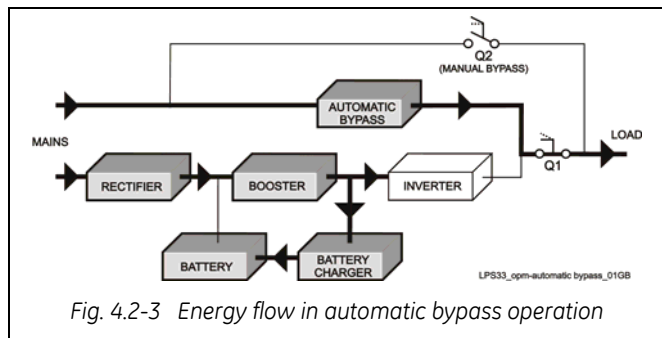 Q2
(MANUAL BYPASS)
AUTOMATIC
BYPASS
MAINS
LOAD
Q1
RECTIFIER
BOOSTER
INVERTER
BATTERY
BATTERY
CHARGER
LPS33_opm-automatic bypass_01GB
Fig. 4.2-3 Energy flow in automatic bypass operation